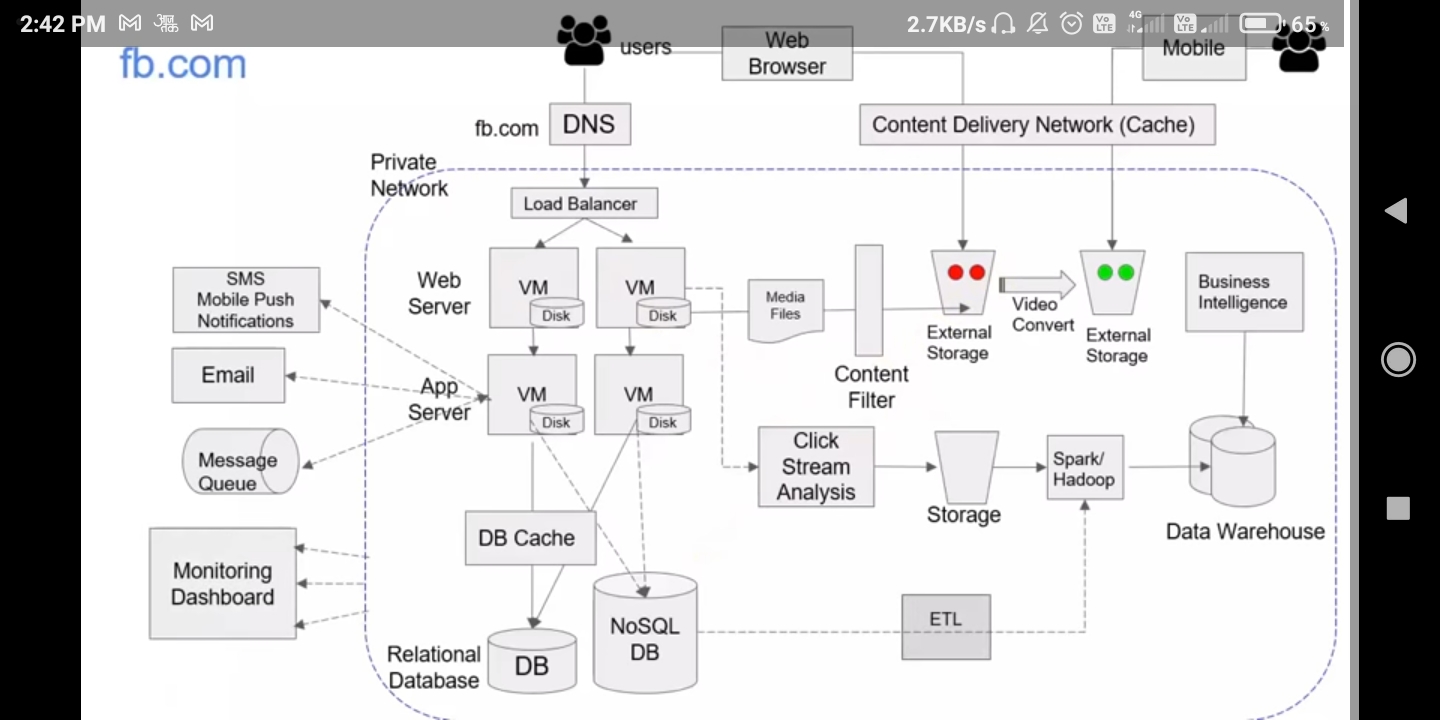 2:42 PM
2.7KB/s
Vo LTE
4G
Vo LTE
65%
fb.com
users
Web
Browser
Mobile
fb.com
DNS
Content Delivery Network (Cache)
Private
Network
Load Balancer
Web
Server
VM
Disk
VM
Disk
Media
Files
Content
Filter
External
Storage
Video
Convert
External
Storage
Business
Intelligence
SMS
Mobile Push
Notifications
Email
App
Server
VM
Disk
VM
Disk
Message
Queue
Click
Stream
Analysis
Storage
Spark/
Hadoop
Data Warehouse
DB Cache
Monitoring
Dashboard
NoSQL
DB
ETL
Relational
Database
DB